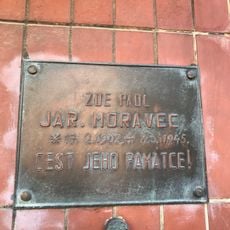 ZDE PADL
JAR. MORAVEC
ČEST JEHO PAMÁTCE!